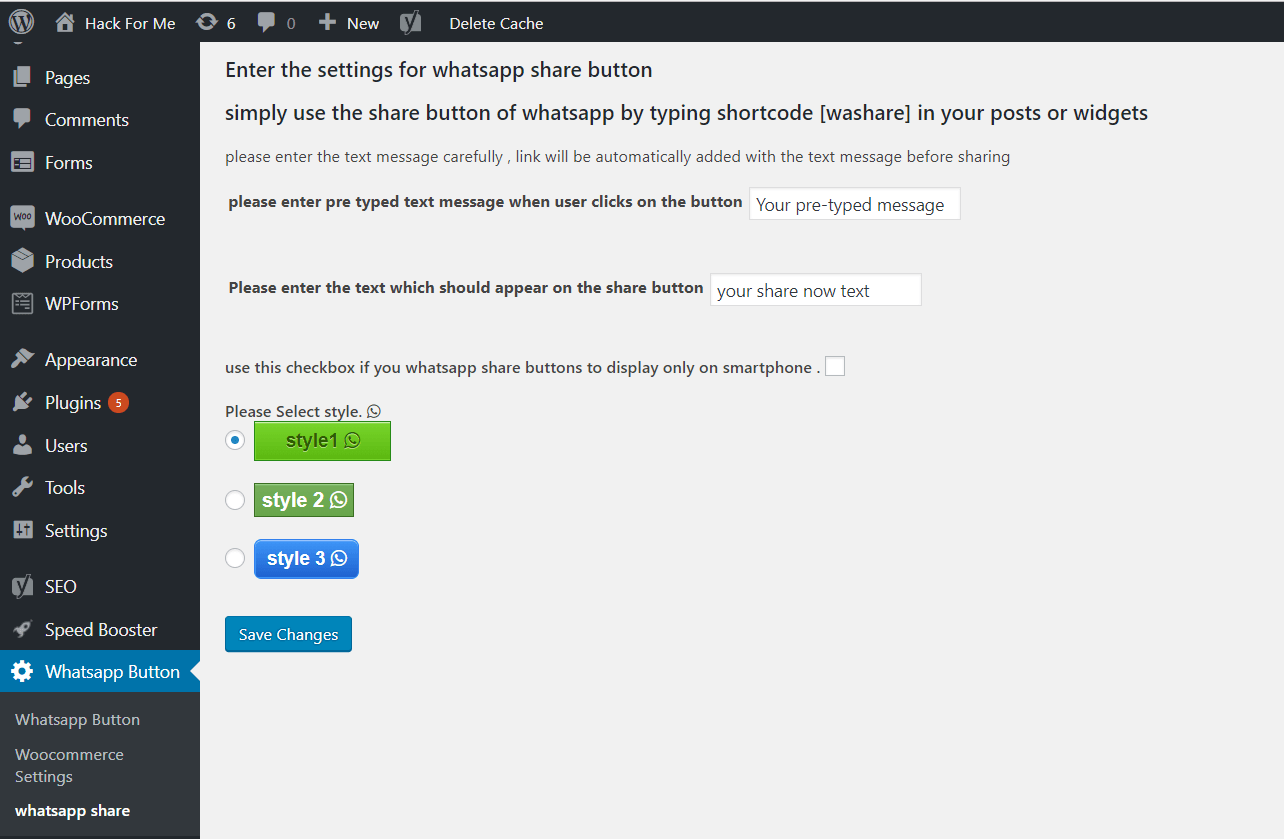 Hack For Me 6 0 New Delete Cache
Pages
Comments
Forms
WooCommerce
Products
WPForms
Appearance
Plugins 5
Users
Tools
Settings
SEO
Speed Booster
Whatsapp Button
Whatsapp Button
Woocommerce
Settings
whatsapp share
Enter the settings for whatsapp share button
simply use the share button of whatsapp by typing shortcode [washare] in your posts or widgets
please enter the text message carefully , link will be automatically added with the text message before sharing
please enter pre typed text message when user clicks on the button Your pre-typed message
Please enter the text which should appear on the share button your share now text
use this checkbox if you whatsapp share buttons to display only on smartphone .
Please Select style.
style1
style 2
style 3
Save Changes